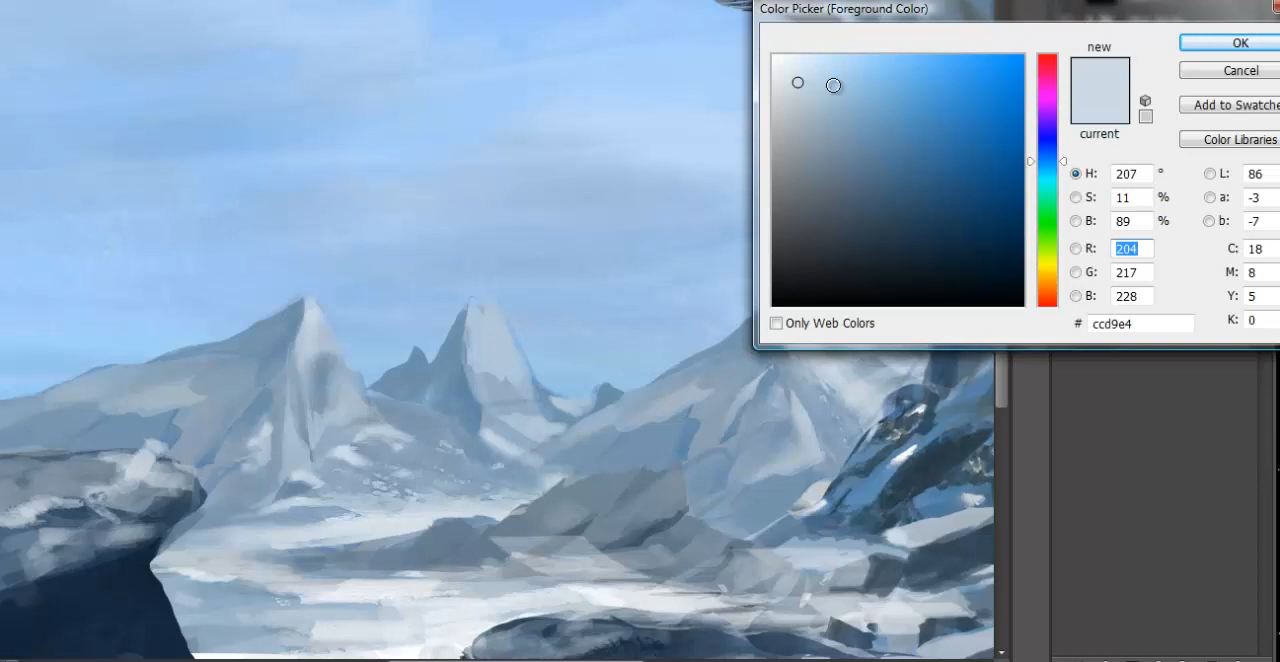 Color Picker (Foreground Color)
new
OK
Cancel
Add to Swatche
current
Color Libraries
H: 207 ° L: 86
S: 11 % a: -3
B: 89 % b: -7
R: 204 C: 18
G: 217 M: 8
B: 228 Y: 5
Only Web Colors # ccd9e4 K: 0